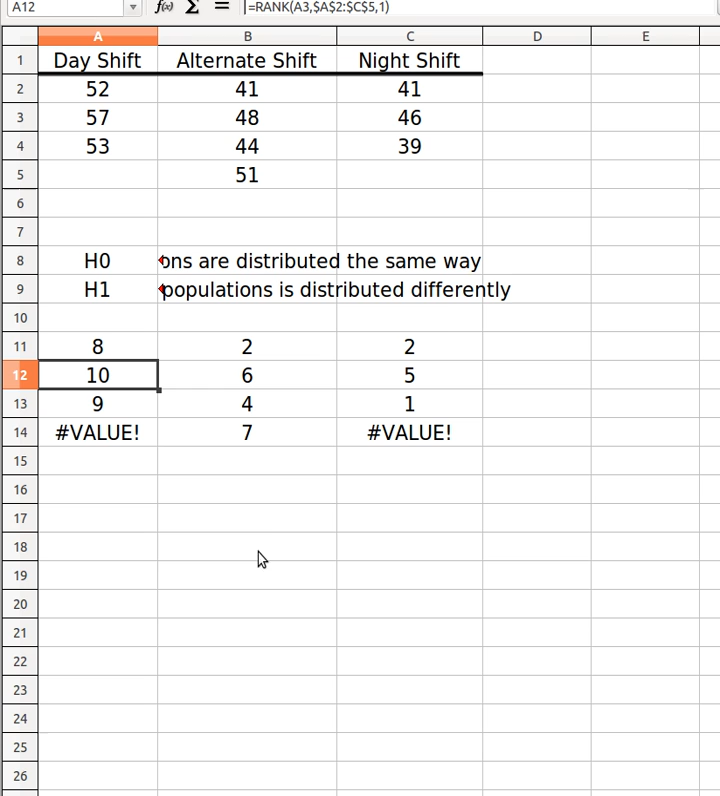 A12 f(x) Σ = =RANK(A3,$A$2:$C$5,1)
A B C D E
1 Day Shift Alternate Shift Night Shift
2 52 41 41
3 57 48 46
4 53 44 39
5 51
6
7
8 H0 ons are distributed the same way
9 H1 populations is distributed differently
10
11 8 2 2
12 10 6 5
13 9 4 1
14 #VALUE! 7 #VALUE!
15
16
17
18
19
20
21
22
23
24
25
26